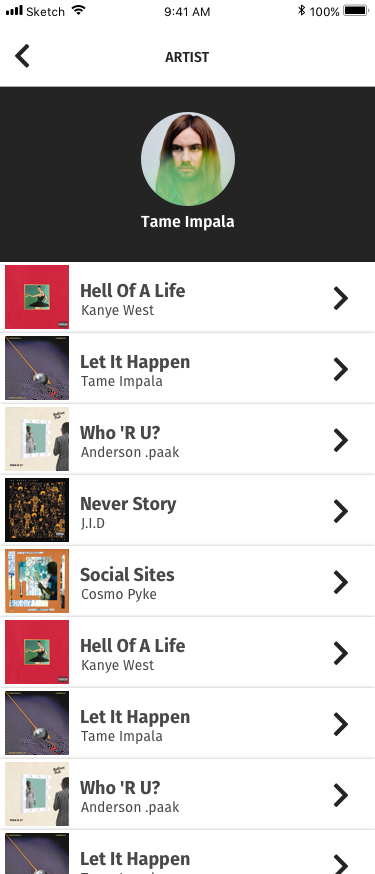 Sketch 9:41 AM 100%
ARTIST
Tame Impala
Hell Of A Life
Kanye West
Let It Happen
Tame Impala
Who 'R U?
Anderson .paak
Never Story
J.I.D
Social Sites
Cosmo Pyke
Hell Of A Life
Kanye West
Let It Happen
Tame Impala
Who 'R U?
Anderson .paak
Let It Happen